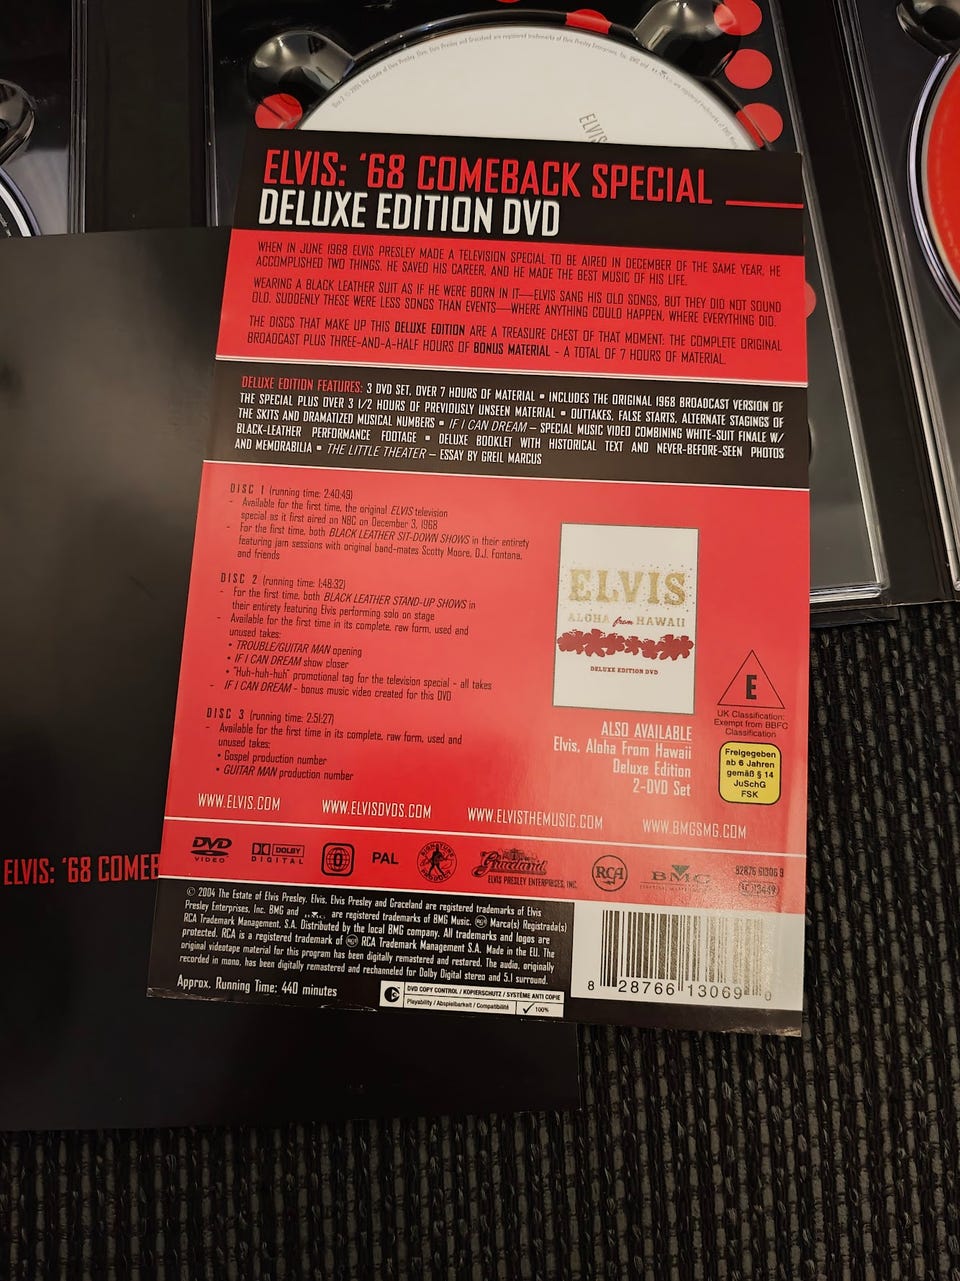 ELVIS
ELVIS: ‘68 COMEBACK SPECIAL
DELUXE EDITION DVD
WHEN IN JUNE 1968 ELVIS PRESLEY MADE A TELEVISION SPECIAL TO BE AIRED IN DECEMBER OF THE SAME YEAR, HE
ACCOMPLISHED TWO THINGS. HE SAVED HIS CAREER. AND HE MADE THE BEST MUSIC OF HIS LIFE.
WEARING A BLACK LEATHER SUIT AS IF HE WERE BORN IN IT—ELVIS SANG HIS OLD SONGS, BUT THEY DID NOT SOUND
OLD. SUDDENLY THESE WERE LESS SONGS THAN EVENTS—WHERE ANYTHING COULD HAPPEN, WHERE EVERYTHING DID.
THE DISCS THAT MAKE UP THIS DELUXE EDITION ARE A TREASURE CHEST OF THAT MOMENT: THE COMPLETE ORIGINAL
BROADCAST PLUS THREE-AND-A-HALF HOURS OF BONUS MATERIAL - A TOTAL OF 7 HOURS OF MATERIAL.
DELUXE EDITION FEATURES: 3 DVD SET, OVER 7 HOURS OF MATERIAL • INCLUDES THE ORIGINAL 1968 BROADCAST VERSION OF
THE SPECIAL PLUS OVER 3 1/2 HOURS OF PREVIOUSLY UNSEEN MATERIAL • OUTTAKES, FALSE STARTS, ALTERNATE STAGINGS OF
THE SKITS AND DRAMATIZED MUSICAL NUMBERS • IF I CAN DREAM – SPECIAL MUSIC VIDEO COMBINING WHITE-SUIT FINALE W/
BLACK-LEATHER PERFORMANCE FOOTAGE • DELUXE BOOKLET WITH HISTORICAL TEXT AND NEVER-BEFORE-SEEN PHOTOS
AND MEMORABILIA • THE LITTLE THEATER – ESSAY BY GREIL MARCUS
DISC 1 (running time: 2:40:49)
- Available for the first time, the original ELVIS television
special as it first aired on NBC on December 3, 1968
- For the first time, both BLACK LEATHER SIT-DOWN SHOWS in their entirety
featuring jam sessions with original band-mates Scotty Moore, D.J. Fontana,
and friends
DISC 2 (running time: 1:48:32)
- For the first time, both BLACK LEATHER STAND-UP SHOWS in
their entirety featuring Elvis performing solo on stage
- Available for the first time in its complete, raw form, used and
unused takes:
• TROUBLE/GUITAR MAN opening
• IF I CAN DREAM show closer
• "Huh-huh-huh" promotional tag for the television special - all takes
- IF I CAN DREAM - bonus music video created for this DVD
DISC 3 (running time: 2:51:27)
- Available for the first time in its complete, raw form, used and
unused takes:
• Gospel production number
• GUITAR MAN production number
ELVIS
ALOHA from HAWAII
DELUXE EDITION DVD
ALSO AVAILABLE
Elvis, Aloha From Hawaii
Deluxe Edition
2-DVD Set
E
UK Classification:
Exempt from BBFC
Classification
Freigegeben
ab 6 Jahren
gemäß § 14
JuSchG
FSK
WWW.ELVIS.COM WWW.ELVISDVDS.COM WWW.ELVISTHEMUSIC.COM WWW.BMGSMG.COM
DVD VIDEO DOLBY DIGITAL 0 PAL Graceland RCA BMG 82876 61306 9
ELVIS PRESLEY ENTERPRISES, INC.
© 2004 The Estate of Elvis Presley. Elvis, Elvis Presley and Graceland are registered trademarks of Elvis
Presley Enterprises, Inc. BMG and are registered trademarks of BMG Music. Marca(s) Registrada(s)
RCA Trademark Management, S.A. Distributed by the local BMG company. All trademarks and logos are
protected. RCA is a registered trademark of RCA Trademark Management S.A. Made in the EU. The
original videotape material for this program has been digitally remastered and restored. The audio, originally
recorded in mono, has been digitally remastered and rechanneled for Dolby Digital stereo and 5.1 surround.
Approx. Running Time: 440 minutes
DVD COPY CONTROL / KOPIERSCHUTZ / SYSTÈME ANTI COPIE
Playability / Abspielbarkeit / Compatibilité 100%
8 28766 13069 0
ELVIS: ‘68 COMEB